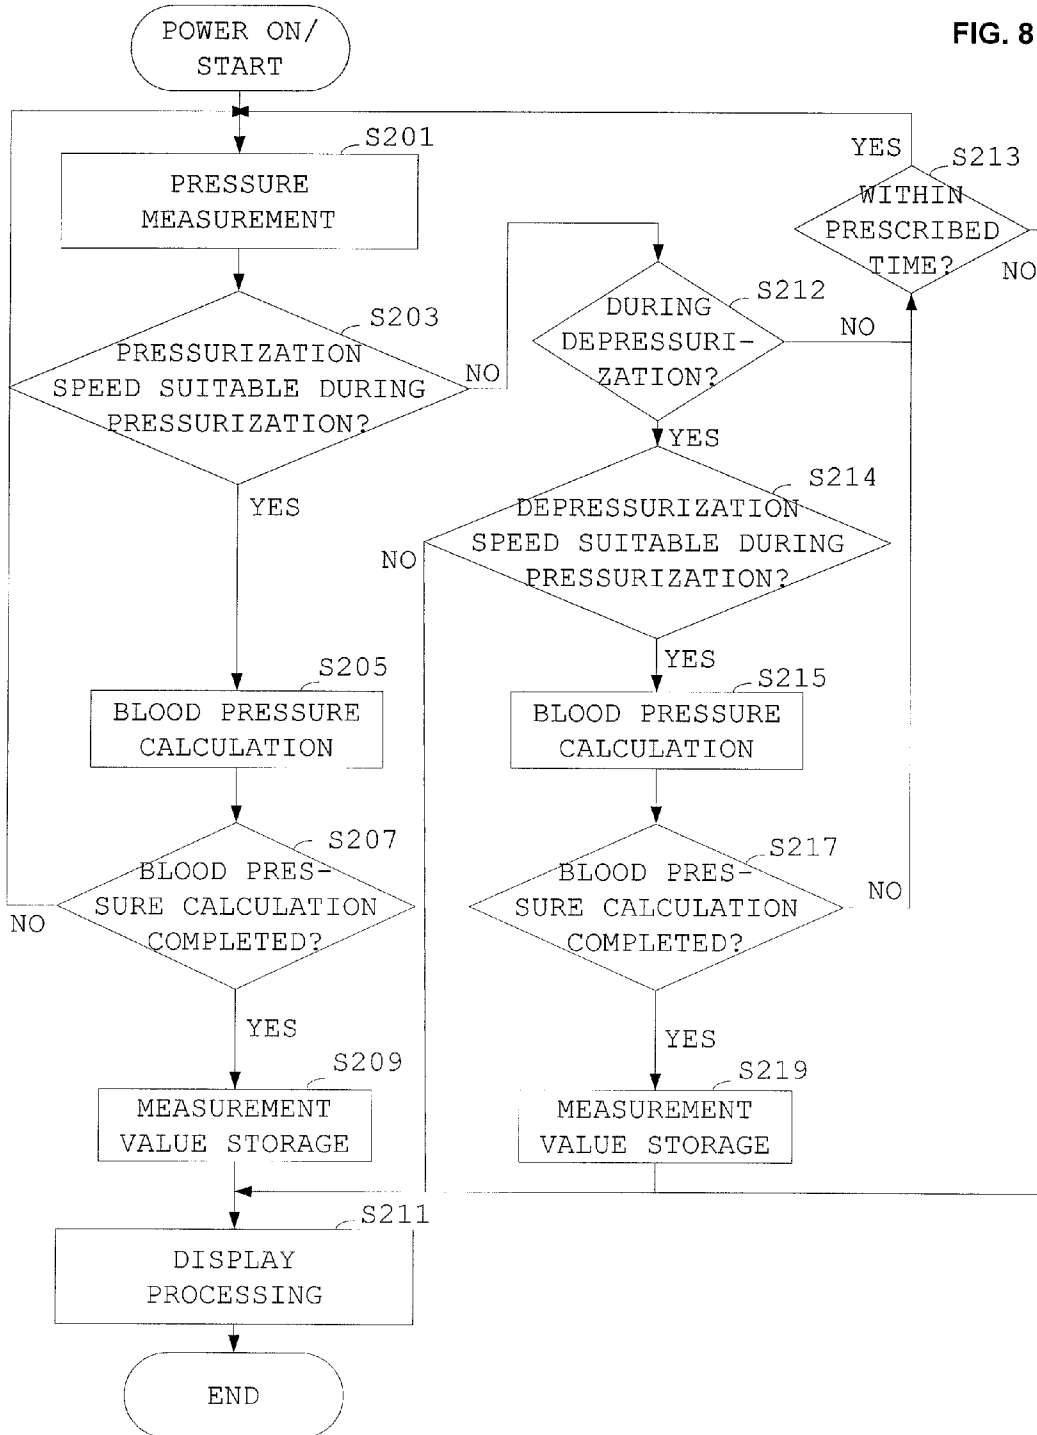 FIG. 8
POWER ON/
START
S201
PRESSURE
MEASUREMENT
S203
PRESSURIZATION
SPEED SUITABLE DURING
PRESSURIZATION?
NO
YES
S205
BLOOD PRESSURE
CALCULATION
S207
BLOOD PRES-
SURE CALCULATION
COMPLETED?
NO
YES
S209
MEASUREMENT
VALUE STORAGE
S211
DISPLAY
PROCESSING
END
S212
DURING
DEPRESSURI-
ZATION?
NO
YES
S213
WITHIN
PRESCRIBED
TIME?
YES
NO
S214
DEPRESSURIZATION
SPEED SUITABLE DURING
PRESSURIZATION?
NO
YES
S215
BLOOD PRESSURE
CALCULATION
S217
BLOOD PRES-
SURE CALCULATION
COMPLETED?
NO
YES
S219
MEASUREMENT
VALUE STORAGE